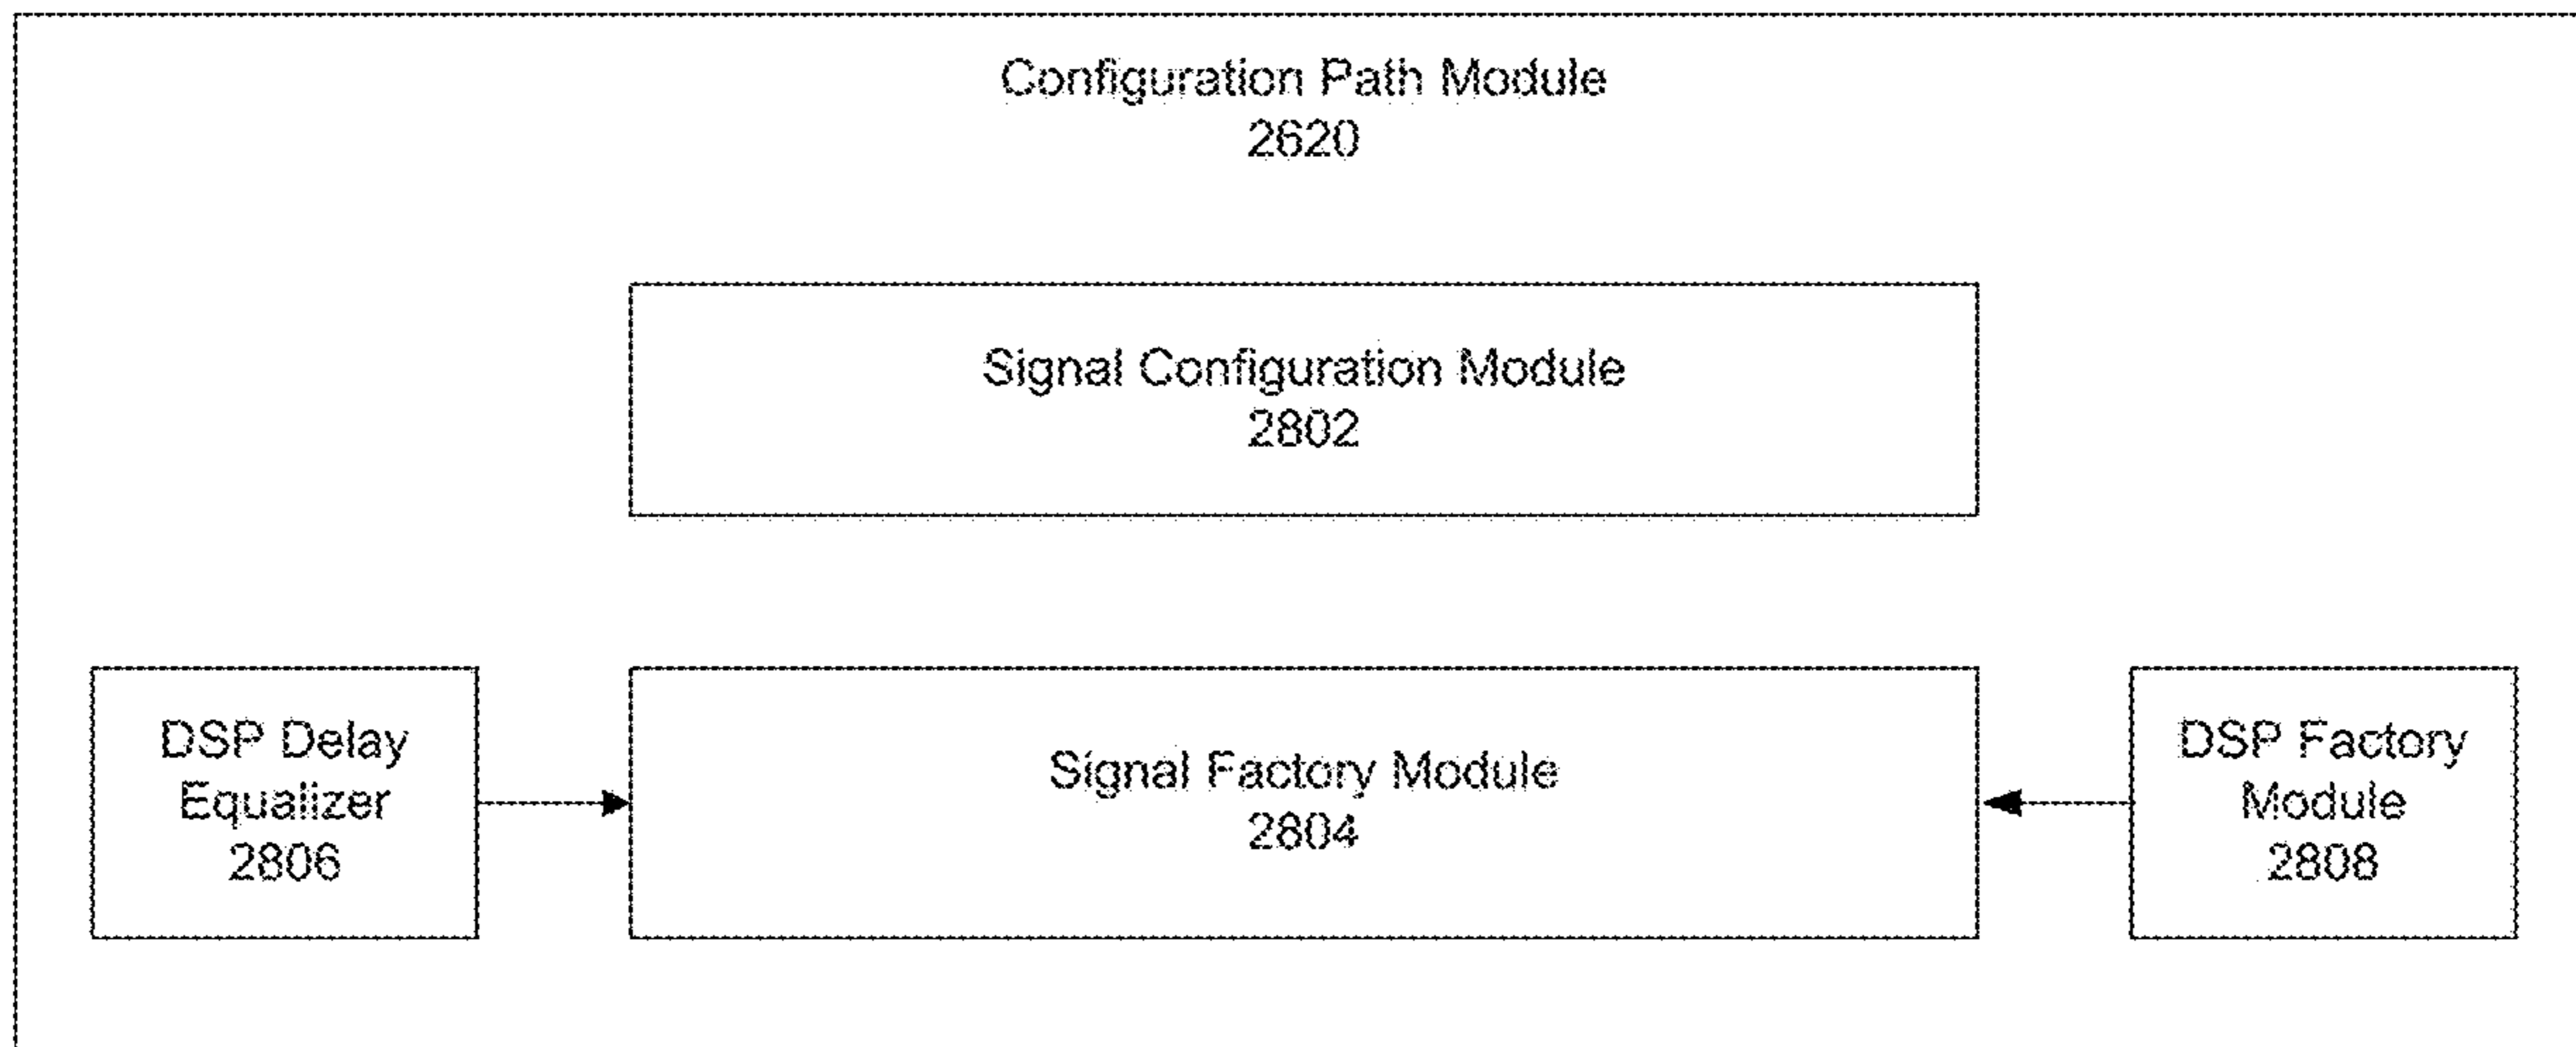 Configuration Path Module
2620
Signal Configuration Module
2802
DSP Delay
Equalizer
2806
Signal Factory Module
2804
DSP Factory
Module
2808